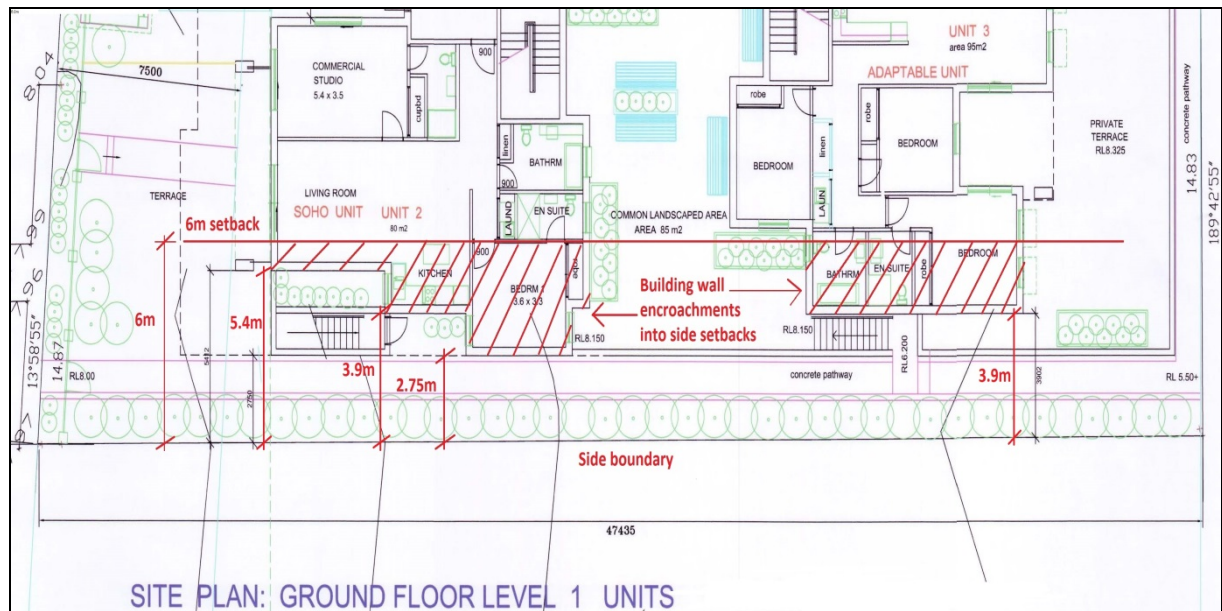 UNIT 3
area 95m2
ADAPTABLE UNIT
900
COMMERCIAL
STUDIO
5.4 x 3.5
cupbd
7500
robe
robe
BEDROOM
BEDROOM
PRIVATE
TERRACE
RL8.325
concrete pathway
14.83
189°42'55"
linen
BATHRM
900
linen
LAUN
TERRACE
LIVING ROOM
SOHO UNIT UNIT 2
80 m2
LAUND
EN SUITE
COMMON LANDSCAPED AREA
AREA 85 m2
6m setback
900
KITCHEN
BEDRM
3.6 x 3.3
robe
Building wall
encroachments
into side setbacks
BATHRM
EN SUITE
robe
BEDROOM
6m
5.4m
5412
3.9m
2.75m
2750
RL8.150
RL8.150
RL6.200
3.9m
3902
13°58'55"
14.87
RL8.00
concrete pathway
RL 5.50+
Side boundary
47435
SITE PLAN: GROUND FLOOR LEVEL 1 UNITS